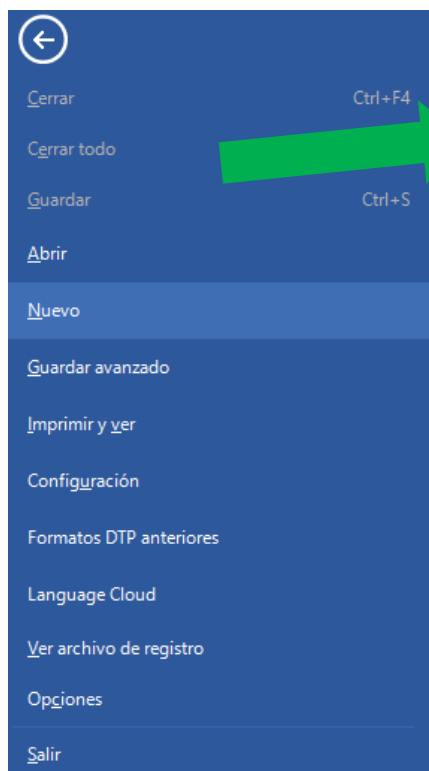 Cerrar Ctrl+F4
Cerrar todo
Guardar Ctrl+S
Abrir
Nuevo
Guardar avanzado
Imprimir y ver
Configuración
Formatos DTP anteriores
Language Cloud
Ver archivo de registro
Opciones
Salir